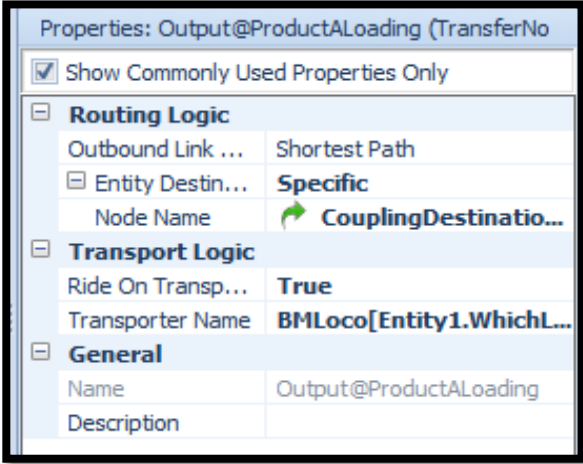 Properties: Output@ProductALoading (TransferNo
Show Commonly Used Properties Only
Routing Logic
Outbound Link ... Shortest Path
Entity Destin... Specific
Node Name CouplingDestinatio...
Transport Logic
Ride On Transp... True
Transporter Name BMLoco[Entity1.WhichL...
General
Name Output@ProductALoading
Description